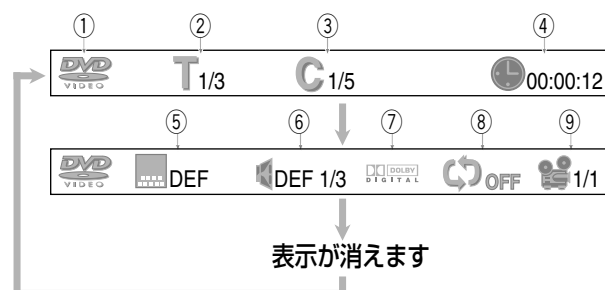 ① ② ③ ④
DVD VIDEO T 1/3 C 1/5 00:00:12
⑤ ⑥ ⑦ ⑧ ⑨
DVD VIDEO DEF DEF 1/3 DOLBY DIGITAL OFF 1/1
表示が消えます